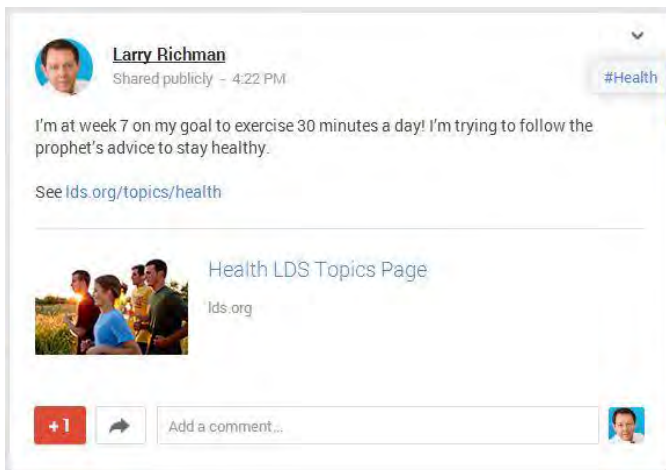 Larry Richman
Shared publicly - 4:22 PM
#Health
I'm at week 7 on my goal to exercise 30 minutes a day! I'm trying to follow the
prophet's advice to stay healthy.
See lds.org/topics/health
Health LDS Topics Page
lds.org
+1
Add a comment...